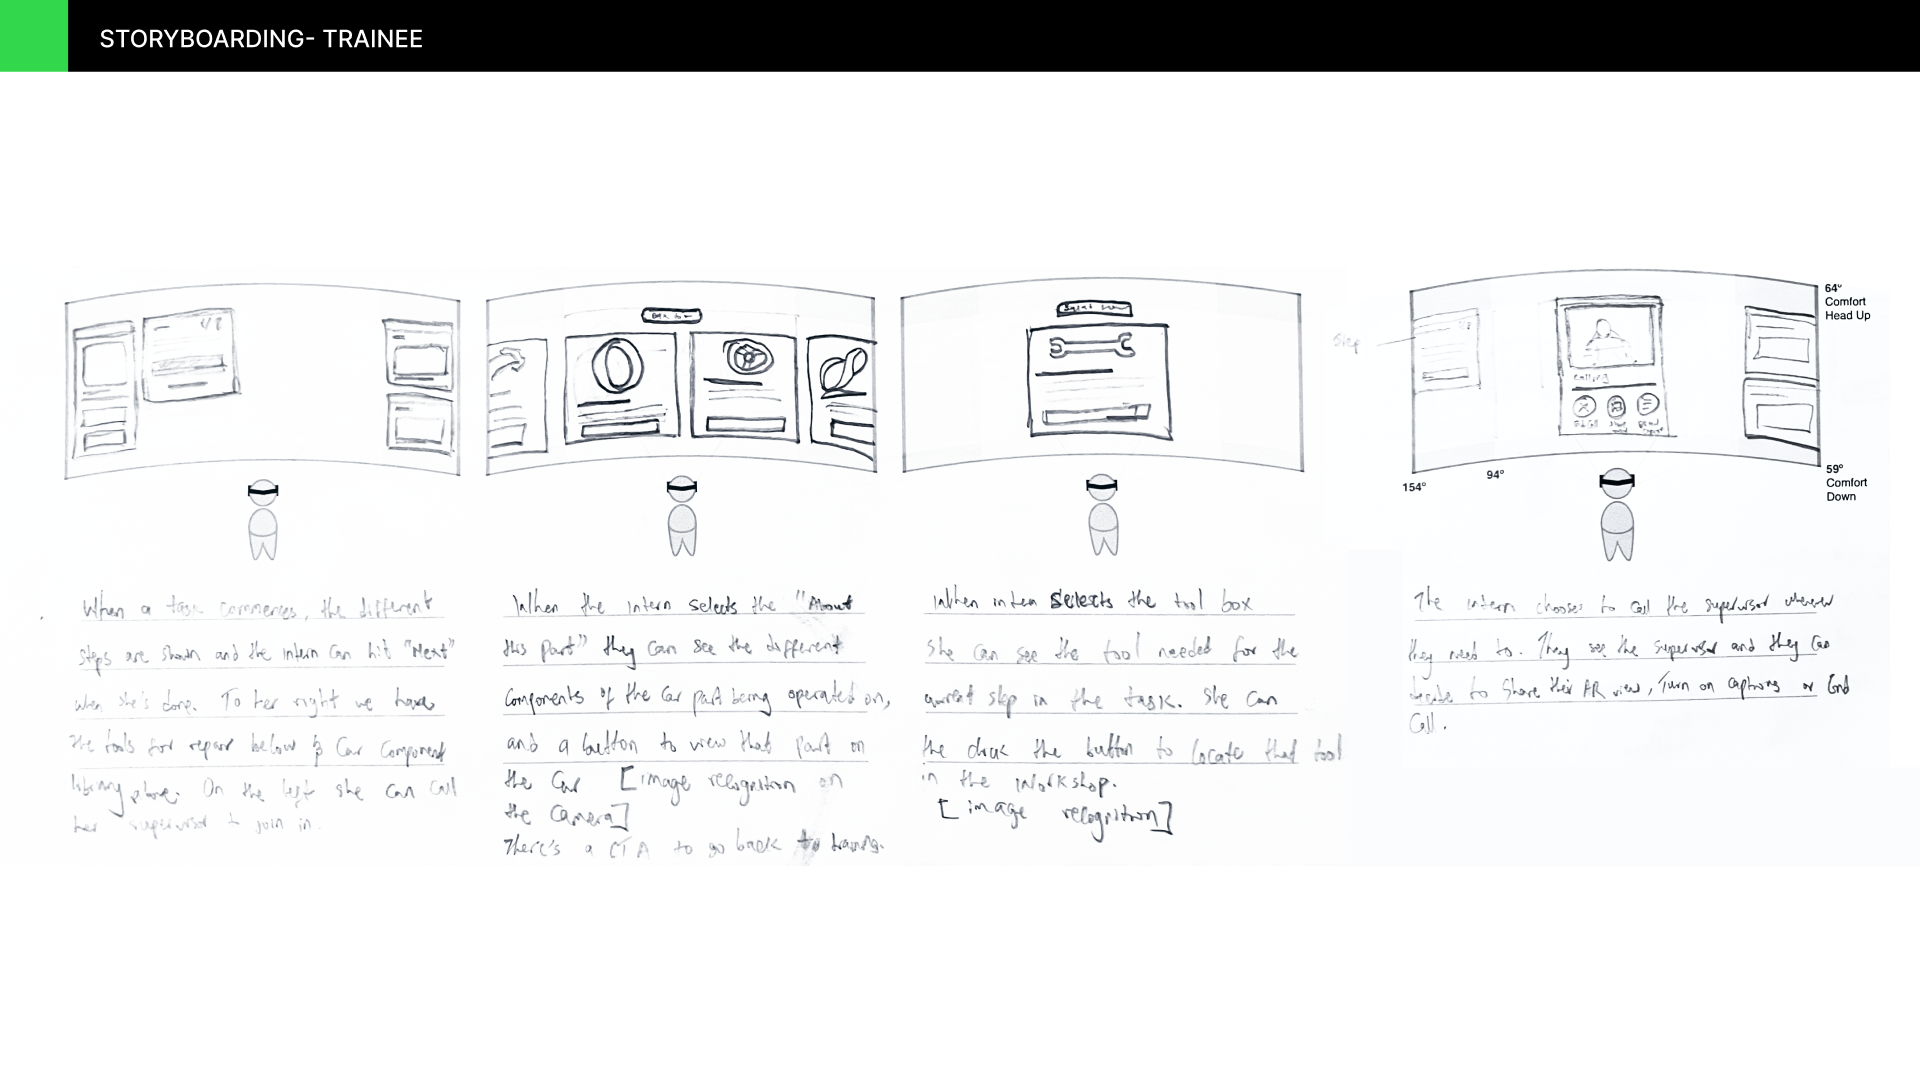 STORYBOARDING- TRAINEE
When a task commences, the different
steps are shown and the intern can hit "Next"
when she's done. To her right we have
the tools for repair below & Car Component
library above. On the left she can call
her supervisor to join in.
When the intern selects the "About
this part" they can see the different
components of the car part being operated on,
and a button to view that part on
the car [image recognition on
the camera]
There's a CTA to go back to training.
When intern selects the tool box
she can see the tool needed for the
current step in the task. She can
the click the button to locate that tool
in the workshop.
[image recognition]
step
calling
64°
Comfort
Head Up
59°
Comfort
Down
94°
154°
The intern chooses to call the supervisor whenever
they need to. They see the supervisor and they can
decide to share their AR view, Turn on captions or End
Call.